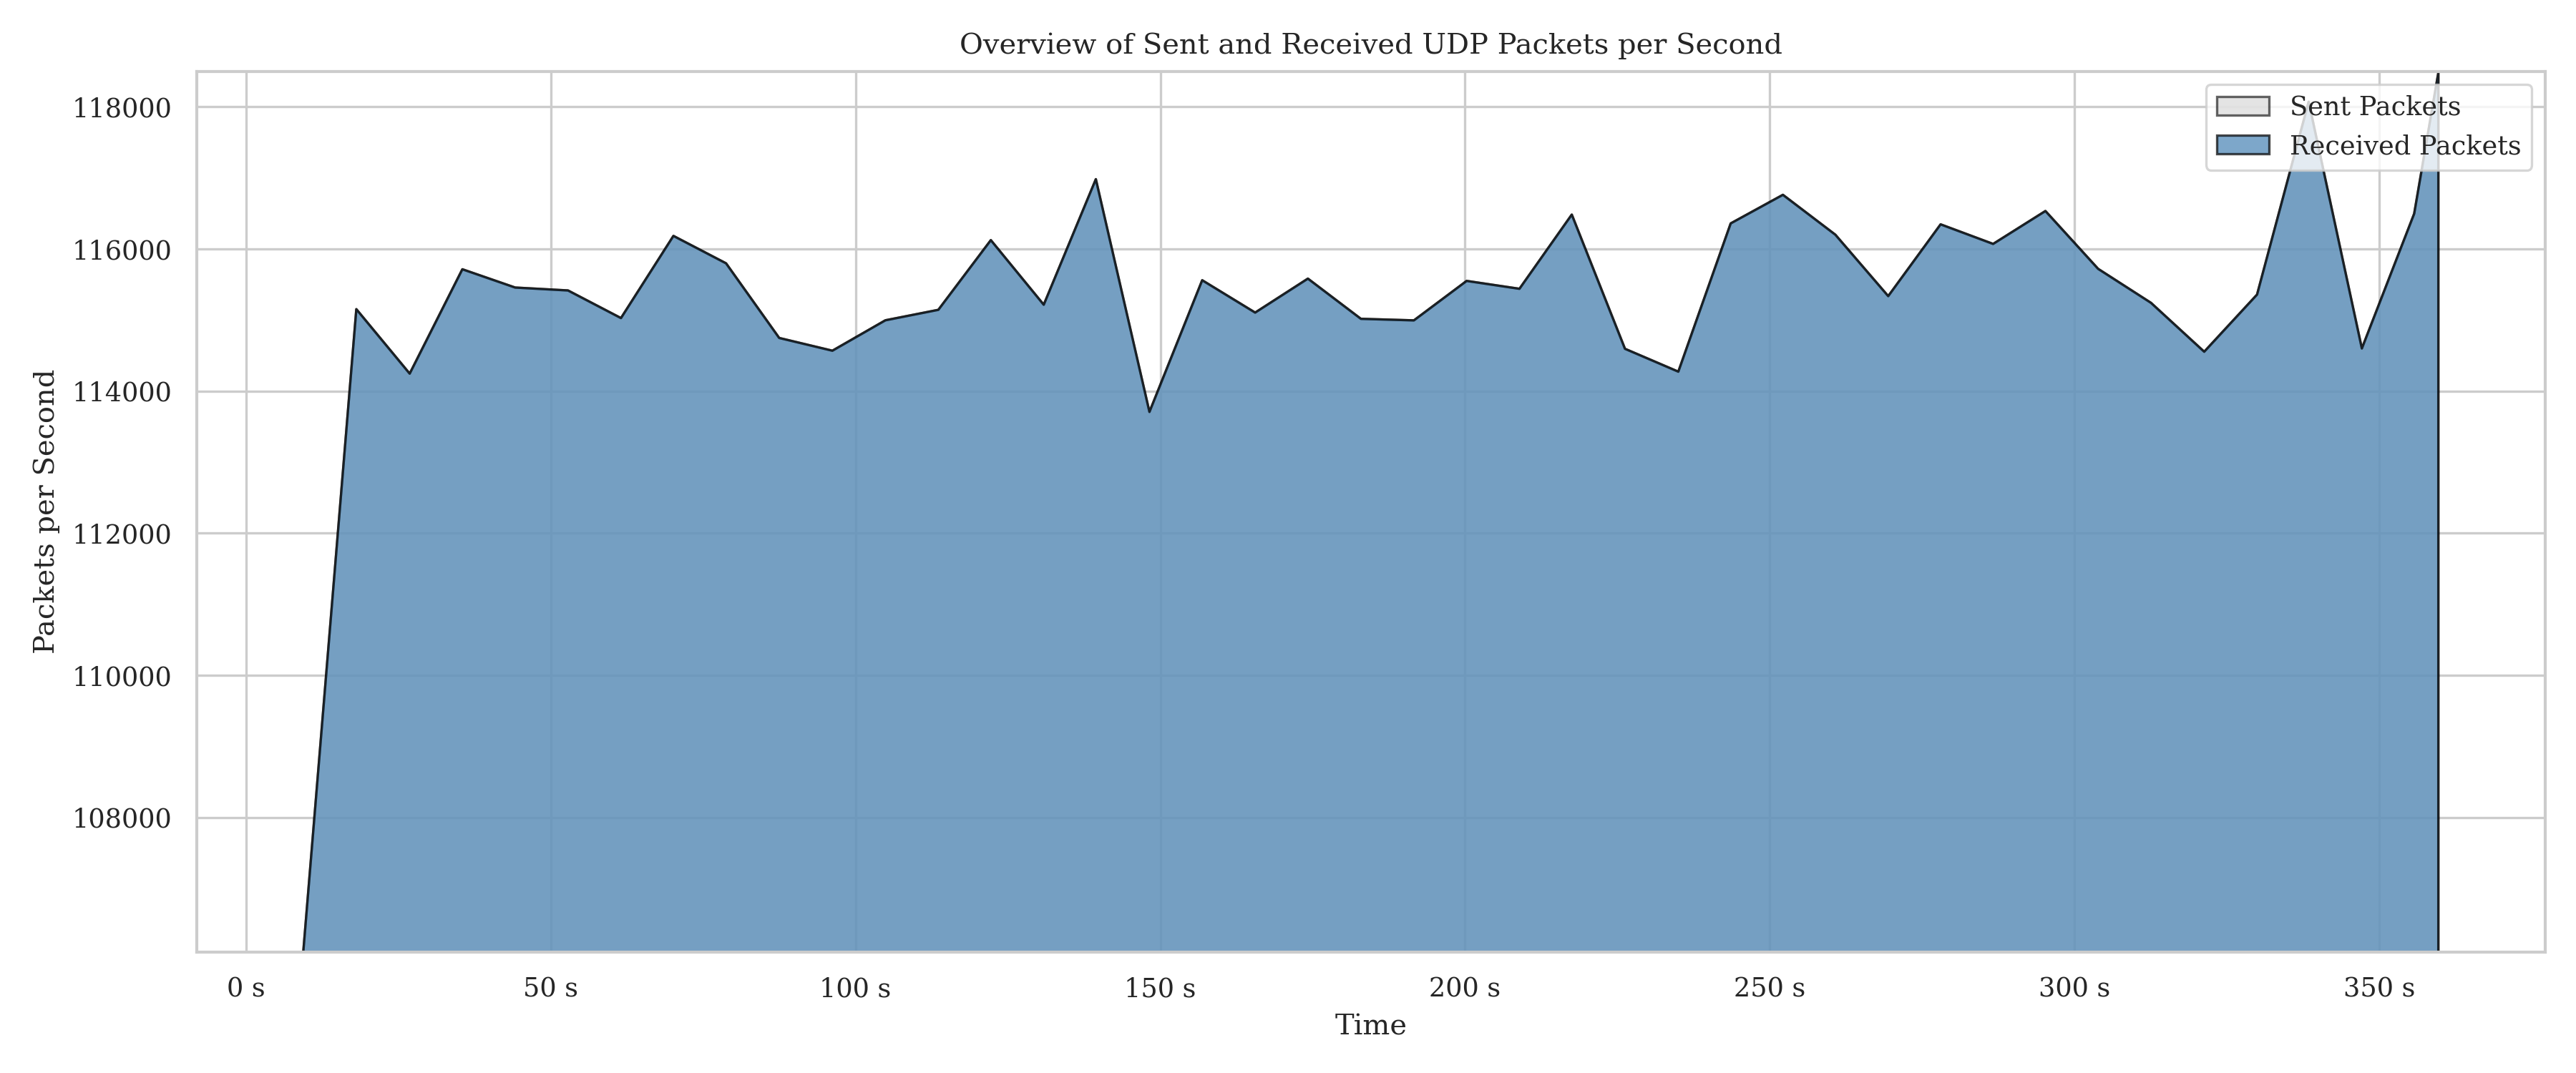 Overview of Sent and Received UDP Packets per Second
Sent Packets
Received Packets
118000
116000
114000
112000
110000
108000
Packets per Second
0 s 50 s 100 s 150 s 200 s 250 s 300 s 350 s
Time